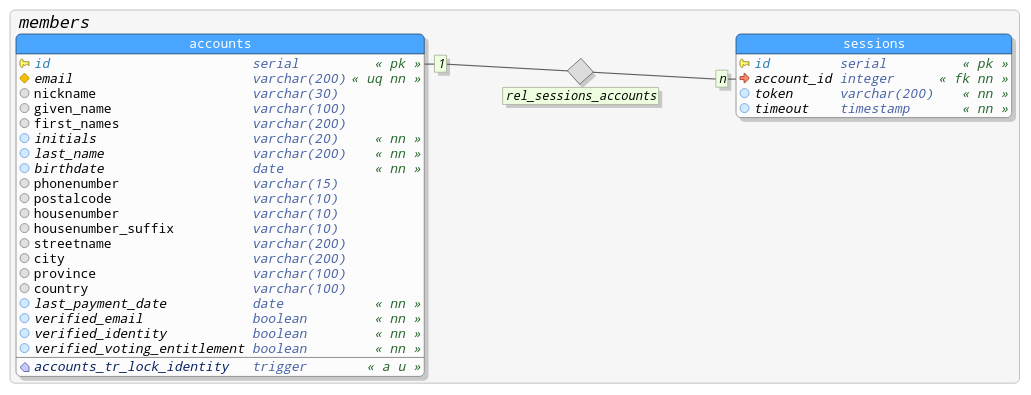 members
accounts
id serial « pk »
email varchar(200) « uq nn »
nickname varchar(30)
given_name varchar(100)
first_names varchar(200)
initials varchar(20) « nn »
last_name varchar(200) « nn »
birthdate date « nn »
phonenumber varchar(15)
postalcode varchar(10)
housenumber varchar(10)
housenumber_suffix varchar(10)
streetname varchar(200)
city varchar(200)
province varchar(100)
country varchar(100)
last_payment_date date « nn »
verified_email boolean « nn »
verified_identity boolean « nn »
verified_voting_entitlement boolean « nn »
accounts_tr_lock_identity trigger « a u »
1
rel_sessions_accounts
n
sessions
id serial « pk »
account_id integer « fk nn »
token varchar(200) « nn »
timeout timestamp « nn »